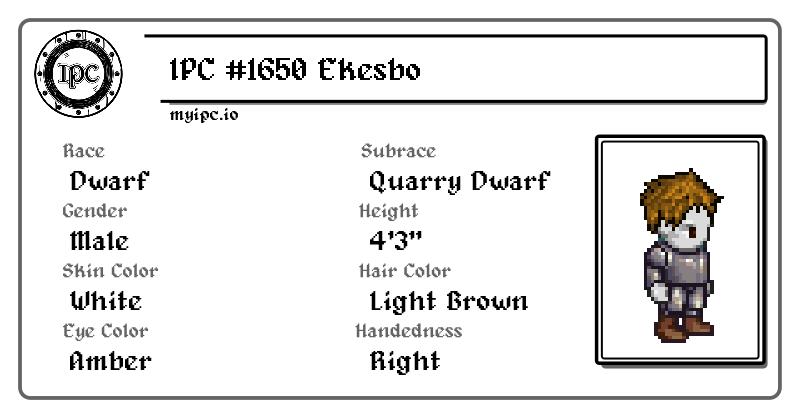 IPC
IPC #1650 Ekesbo
myipc.io
Race
Dwarf
Subrace
Quarry Dwarf
Gender
Male
Height
4'3"
Skin Color
White
Hair Color
Light Brown
Eye Color
Amber
Handedness
Right